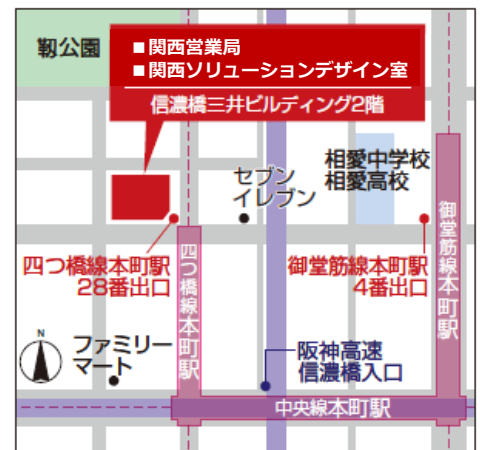 靱公園
■関西営業局
■関西ソリューションデザイン室
信濃橋三井ビルディング2階
セブン
イレブン
相愛中学校
相愛高校
四つ橋線本町駅
28番出口
御堂筋線本町駅
4番出口
四つ橋線本町駅
御堂筋線本町駅
N
ファミリー
マート
阪神高速
信濃橋入口
中央線本町駅